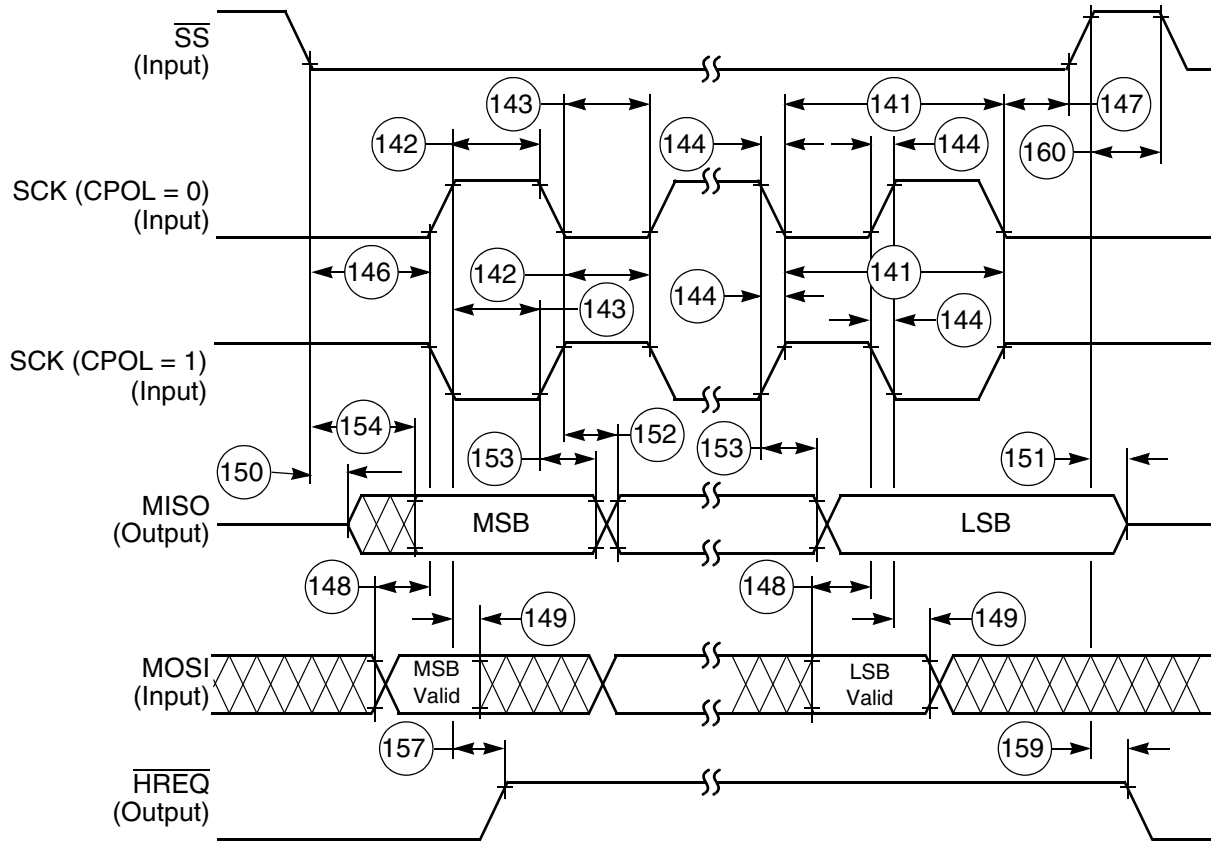 SS
(Input)
143
141
147
142
144
144
160
SCK (CPOL = 0)
(Input)
146
142
141
143
144
144
SCK (CPOL = 1)
(Input)
154
152
153
153
150
151
MISO
(Output)
MSB
LSB
148
148
149
149
MOSI
(Input)
MSB
Valid
LSB
Valid
157
159
HREQ
(Output)